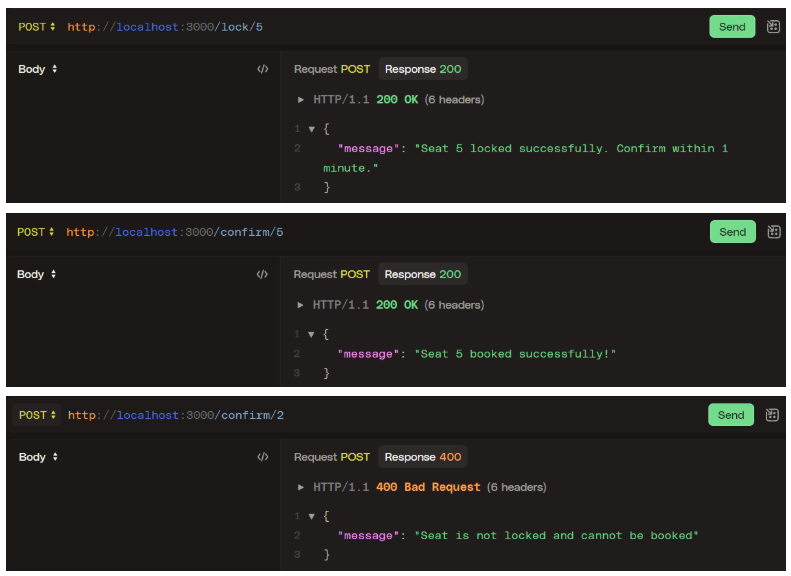 POST http://localhost:3000/lock/5 Send
Body </> Request POST Response 200
HTTP/1.1 200 OK (6 headers)
1 {
2 "message": "Seat 5 locked successfully. Confirm within 1
minute."
3 }
POST http://localhost:3000/confirm/5 Send
Body </> Request POST Response 200
HTTP/1.1 200 OK (6 headers)
1 {
2 "message": "Seat 5 booked successfully!"
3 }
POST http://localhost:3000/confirm/2 Send
Body </> Request POST Response 400
HTTP/1.1 400 Bad Request (6 headers)
1 {
2 "message": "Seat is not locked and cannot be booked"
3 }